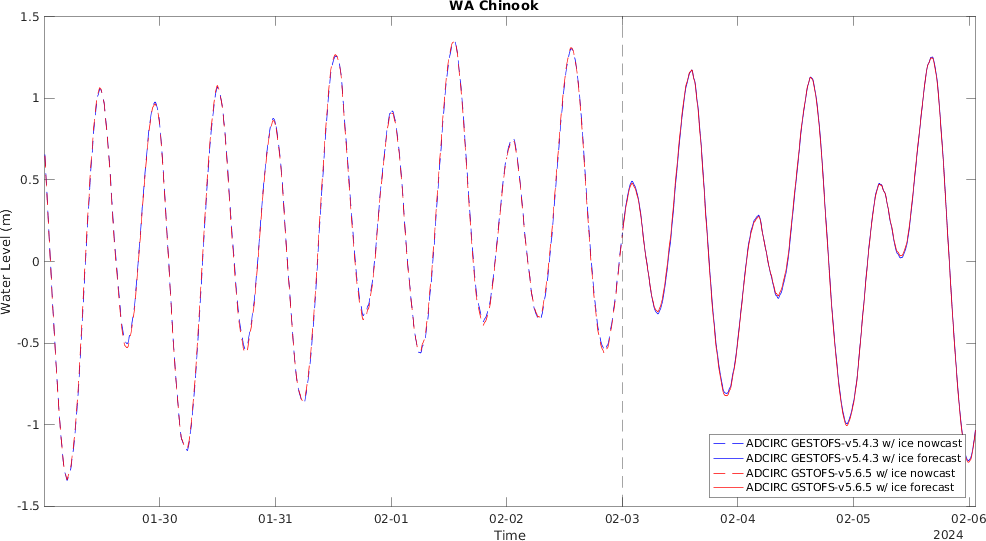 WA Chinook
1.5
1
0.5
0
-0.5
-1
-1.5
Water Level (m)
01-30
01-31
02-01
02-02
02-03
02-04
02-05
02-06
Time
2024
ADCIRC GESTOFS-v5.4.3 w/ ice nowcast
ADCIRC GESTOFS-v5.4.3 w/ ice forecast
ADCIRC GSTOFS-v5.6.5 w/ ice nowcast
ADCIRC GSTOFS-v5.6.5 w/ ice forecast